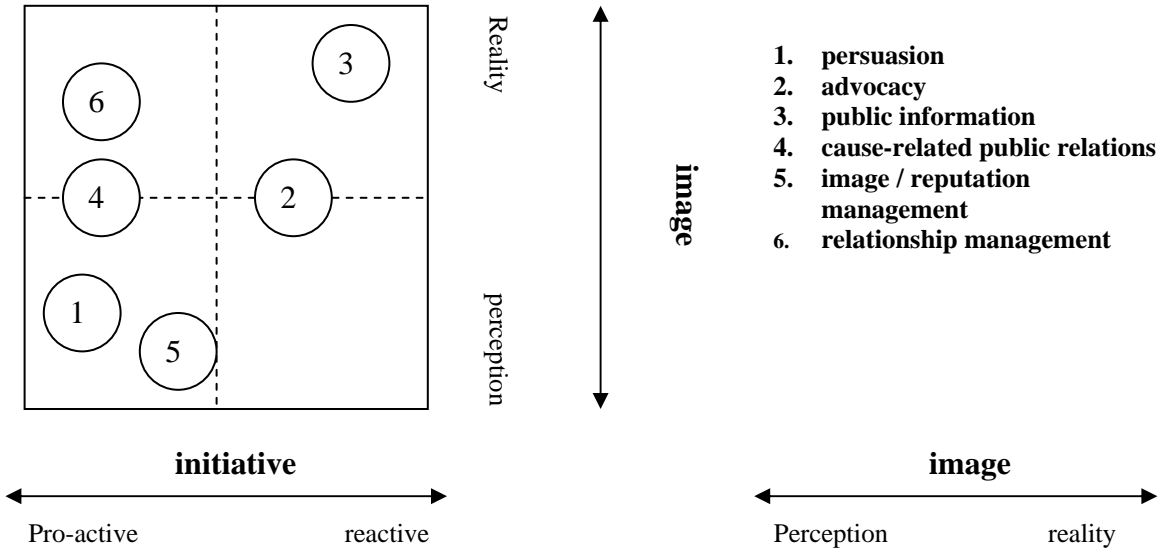 3
6
4
2
1
5
Reality
perception
image
1. persuasion
2. advocacy
3. public information
4. cause-related public relations
5. image / reputation
management
6. relationship management
initiative
Pro-active reactive
image
Perception reality